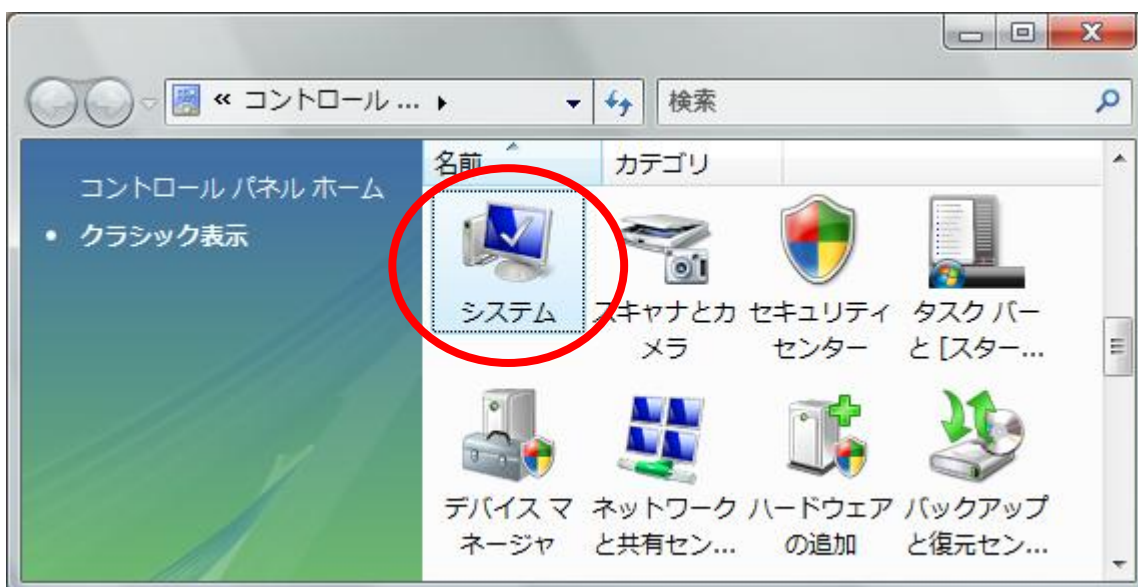 « コントロール ...
検索
コントロール パネル ホーム
• クラシック表示
名前 カテゴリ
システム
スキャナとカ
メラ
セキュリティ
センター
タスク バー
と [スター...
デバイス マ
ネージャ
ネットワーク
と共有セン...
ハードウェア
の追加
バックアップ
と復元セン...